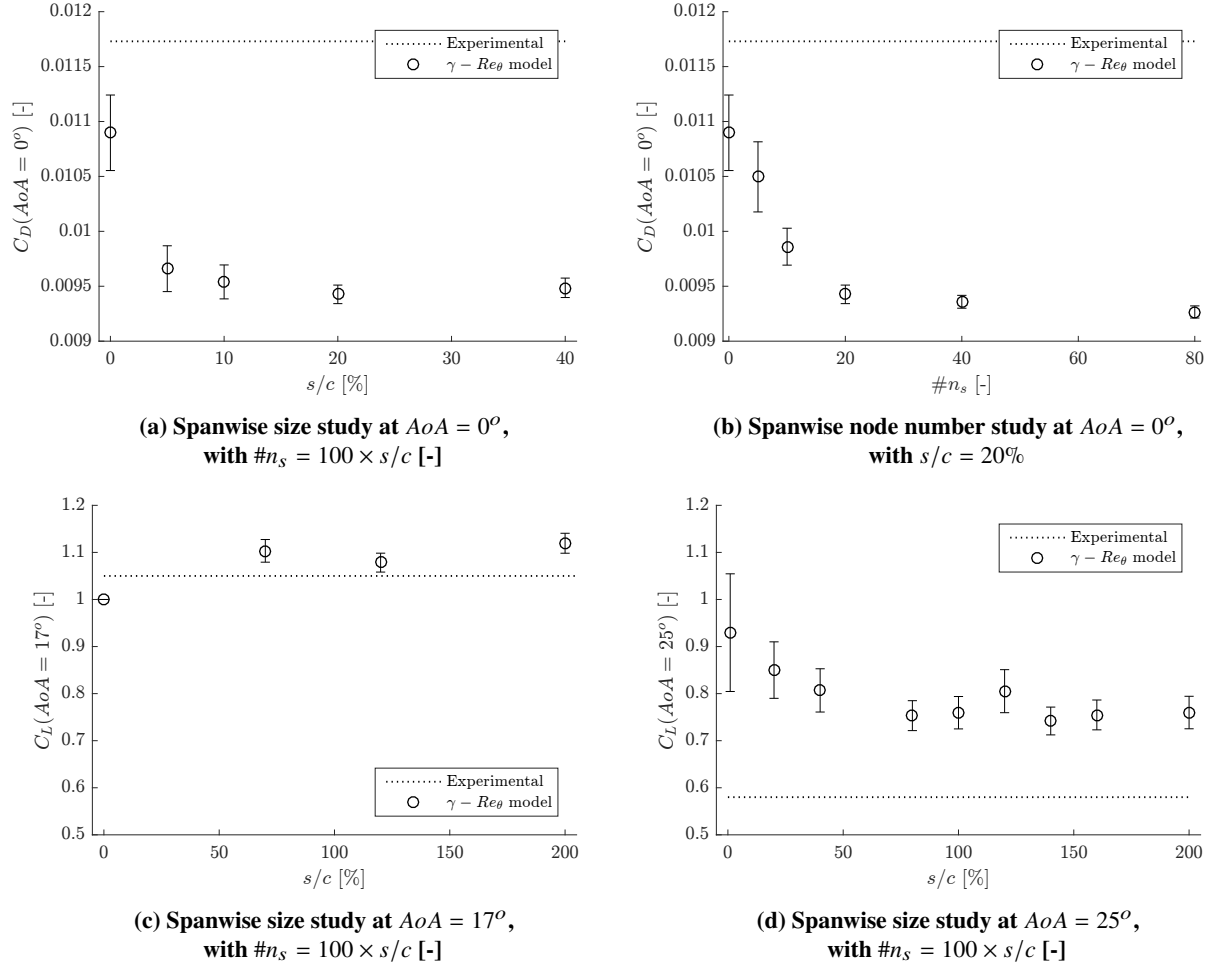 0.012
0.0115
0.011
0.0105
0.01
0.0095
0.009
C_D(AoA = 0^o) [-]
Experimental
γ − Re_θ model
0 10 20 30 40
s/c [%]
(a) Spanwise size study at AoA = 0^o,
with #n_s = 100 × s/c [-]
0.012
0.0115
0.011
0.0105
0.01
0.0095
0.009
C_D(AoA = 0^o) [-]
Experimental
γ − Re_θ model
0 20 40 60 80
#n_s [-]
(b) Spanwise node number study at AoA = 0^o,
with s/c = 20%
1.2
1.1
1
0.9
0.8
0.7
0.6
0.5
C_L(AoA = 17^o) [-]
Experimental
γ − Re_θ model
0 50 100 150 200
s/c [%]
(c) Spanwise size study at AoA = 17^o,
with #n_s = 100 × s/c [-]
1.2
1.1
1
0.9
0.8
0.7
0.6
0.5
C_L(AoA = 25^o) [-]
Experimental
γ − Re_θ model
0 50 100 150 200
s/c [%]
(d) Spanwise size study at AoA = 25^o,
with #n_s = 100 × s/c [-]